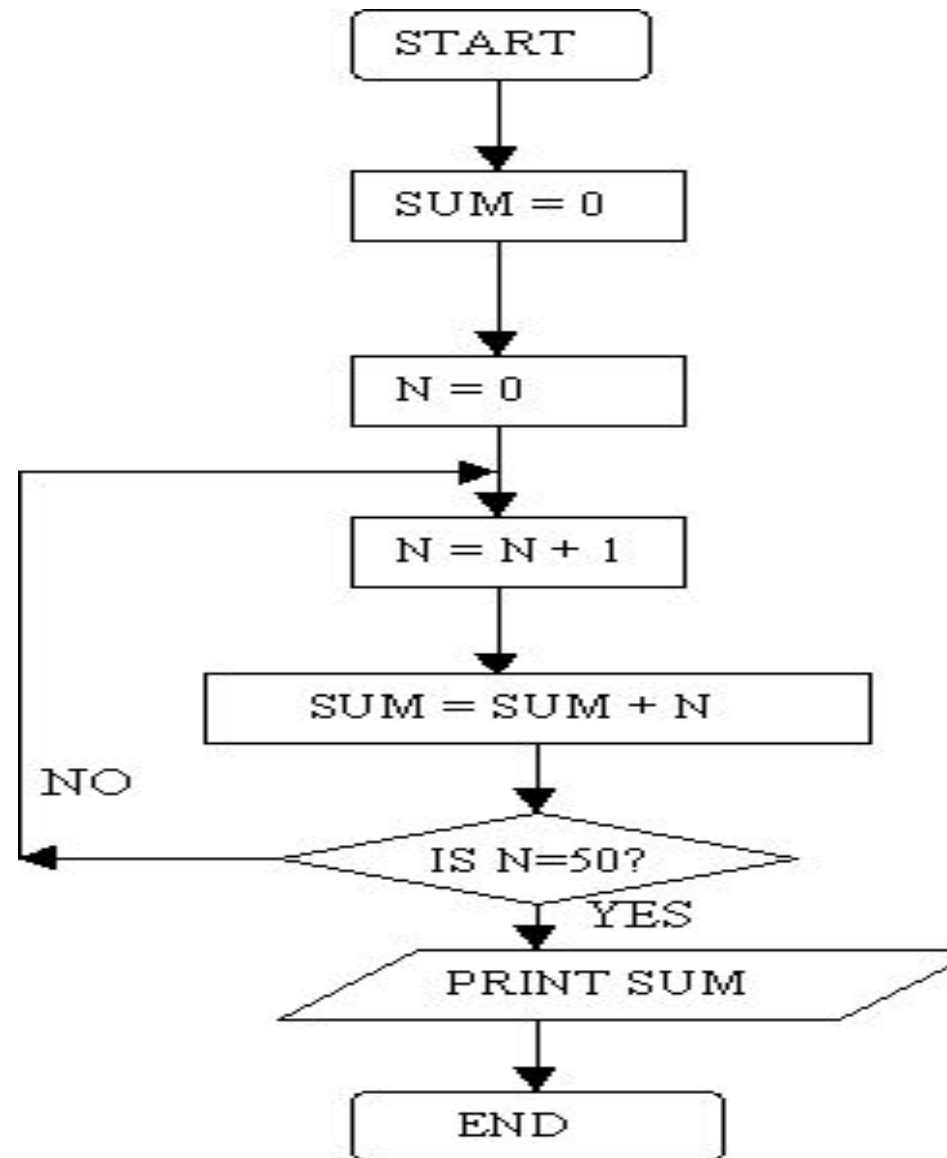 START
SUM = 0
N = 0
N = N + 1
SUM = SUM + N
NO
IS N=50?
YES
PRINT SUM
END